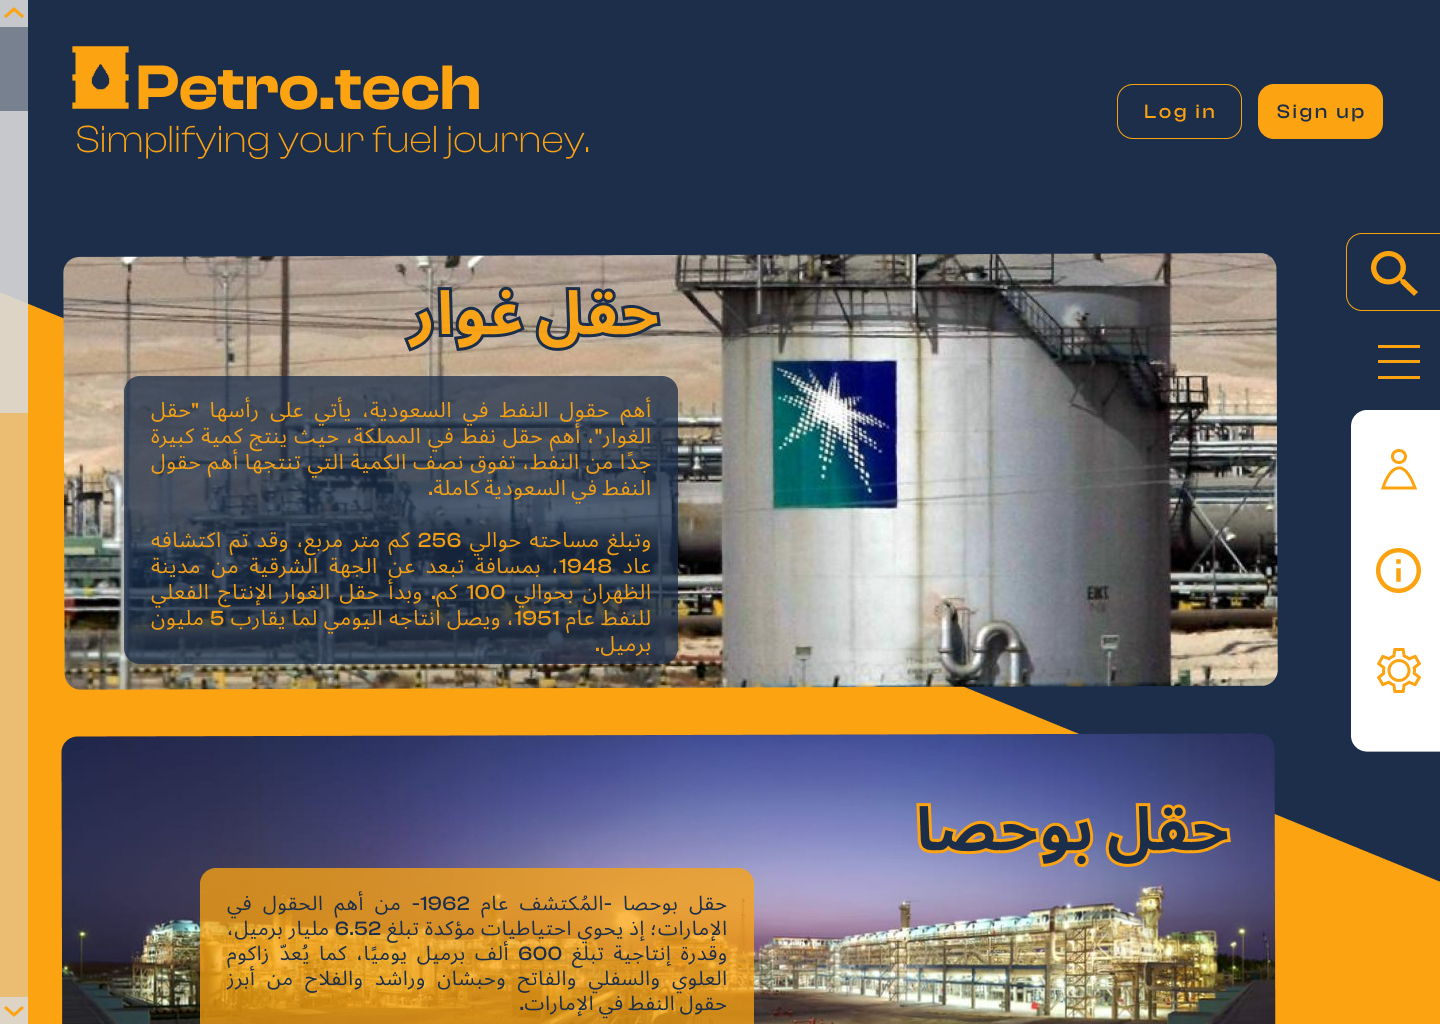 Petro.tech
Simplifying your fuel journey.
Log in
Sign up
حقل غوار
أهم حقول النفط في السعودية، يأتي على رأسها "حقل
الغوار"، أهم حقل نفط في المملكة، حيث ينتج كمية كبيرة
جدًا من النفط، تفوق نصف الكمية التي تنتجها أهم حقول
النفط في السعودية كاملة.
وتبلغ مساحته حوالي 256 كم متر مربع، وقد تم اكتشافه
عاد 1948، بمسافة تبعد عن الجهة الشرقية من مدينة
الظهران بحوالي 100 كم. وبدأ حقل الغوار الإنتاج الفعلي
للنفط عام 1951، ويصل انتاجه اليومي لما يقارب 5 مليون
برميل.
حقل بوحصا
حقل بوحصا -المُكتشف عام 1962- من أهم الحقول في
الإمارات؛ إذ يحوي احتياطيات مؤكدة تبلغ 6.52 مليار برميل،
وقدرة إنتاجية تبلغ 600 ألف برميل يوميًا، كما يُعدّ زاكوم
العلوي والسفلي والفاتح وحبشان وراشد والفلاح من أبرز
حقول النفط في الإمارات.